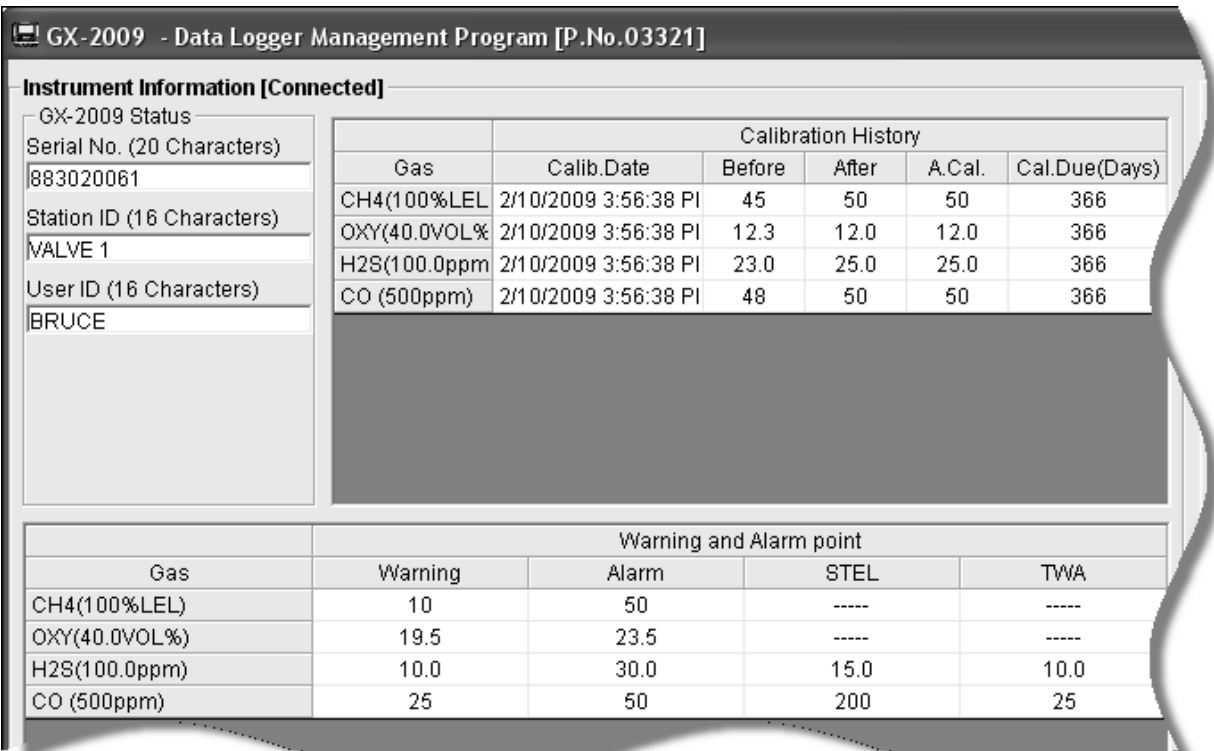 GX-2009 - Data Logger Management Program [P.No.03321]
Instrument Information [Connected]
GX-2009 Status
Serial No. (20 Characters)
883020061
Station ID (16 Characters)
VALVE 1
User ID (16 Characters)
BRUCE
Calibration History
Gas Calib.Date Before After A.Cal. Cal.Due(Days)
CH4(100%LEL 2/10/2009 3:56:38 PI 45 50 50 366
OXY(40.0VOL% 2/10/2009 3:56:38 PI 12.3 12.0 12.0 366
H2S(100.0ppm 2/10/2009 3:56:38 PI 23.0 25.0 25.0 366
CO (500ppm) 2/10/2009 3:56:38 PI 48 50 50 366
Warning and Alarm point
Gas Warning Alarm STEL TWA
CH4(100%LEL) 10 50 ----- -----
OXY(40.0VOL%) 19.5 23.5 ----- -----
H2S(100.0ppm) 10.0 30.0 15.0 10.0
CO (500ppm) 25 50 200 25